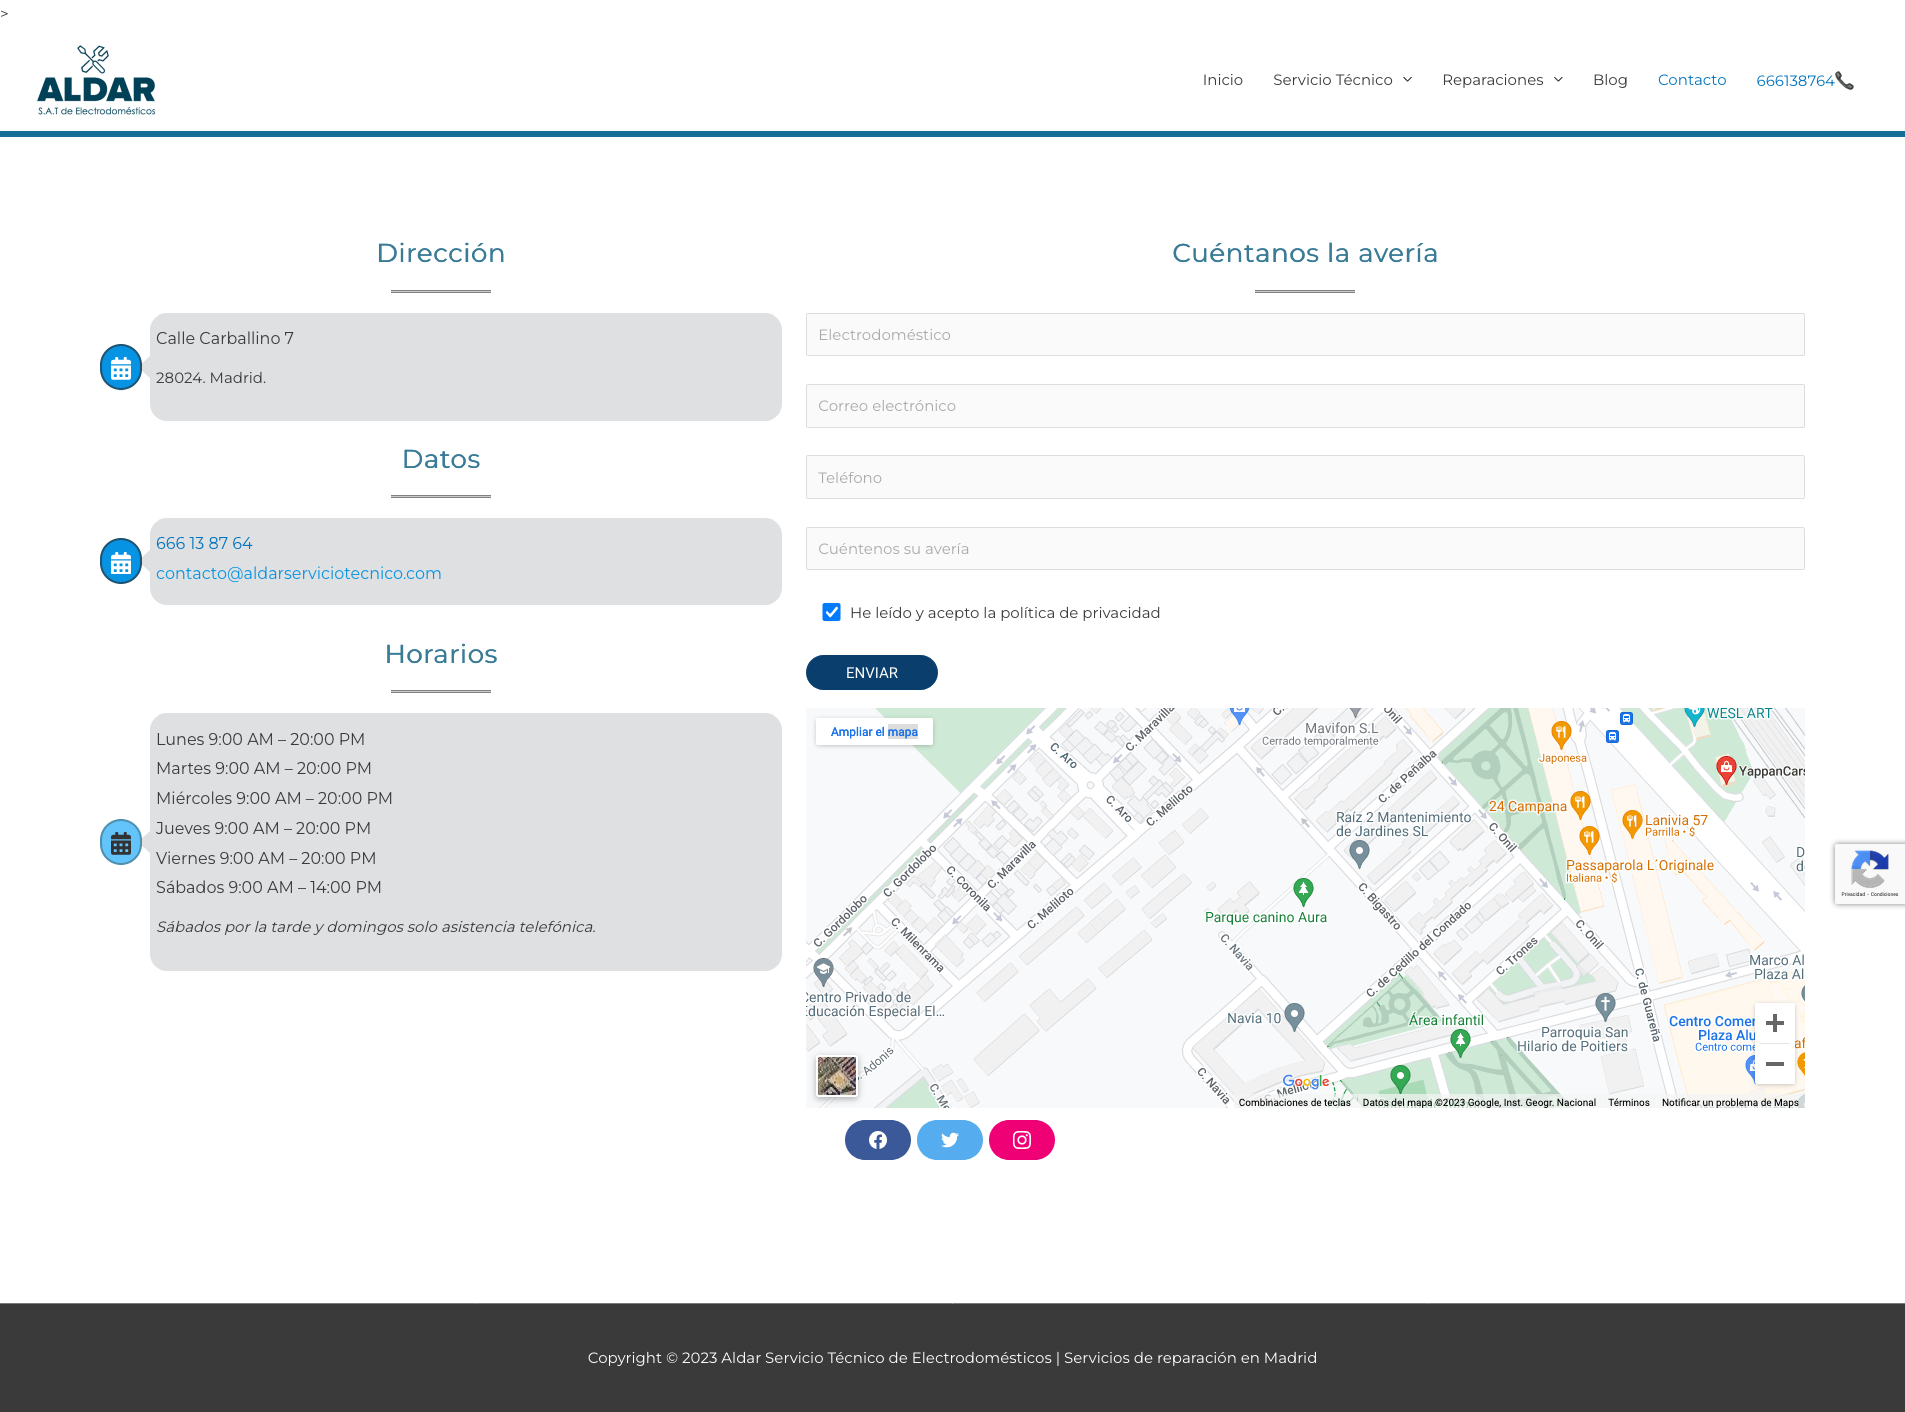 >
ALDAR
S.A.T de Electrodomésticos
Inicio
Servicio Técnico
Reparaciones
Blog
Contacto
666138764
Dirección
Calle Carballino 7
28024. Madrid.
Datos
666 13 87 64
contacto@aldarserviciotecnico.com
Horarios
Lunes 9:00 AM – 20:00 PM
Martes 9:00 AM – 20:00 PM
Miércoles 9:00 AM – 20:00 PM
Jueves 9:00 AM – 20:00 PM
Viernes 9:00 AM – 20:00 PM
Sábados 9:00 AM – 14:00 PM
Sábados por la tarde y domingos solo asistencia telefónica.
Cuéntanos la avería
Electrodoméstico
Correo electrónico
Teléfono
Cuéntenos su avería
He leído y acepto la política de privacidad
ENVIAR
Ampliar el mapa
C. Maravilla
Mavifon S.L
Cerrado temporalmente
C. Onil
WESL ART
Japonesa
YappanCars
C. Aro
C. de Peñalba
C. Aro
C. Meliloto
24 Campana
Raíz 2 Mantenimiento
de Jardines SL
Lanivia 57
Parrilla • $
C. Onil
Passaparola L´Originale
Italiana • $
C. Gordolobo
C. Coronilla
C. Maravilla
C. Meliloto
Parque canino Aura
C. Bigastro
C. Gordolobo
C. Milenrama
C. Navia
C. de Cedillo del Condado
C. Trones
C. Onil
C. de Guareña
Marco Al
Plaza Al
Centro Privado de
Educación Especial El...
Navia 10
Área infantil
Parroquia San
Hilario de Poitiers
Centro Comer
Plaza Alu
Centro come
C. Adonis
C. Navia
Google
Combinaciones de teclas
Datos del mapa ©2023 Google, Inst. Geogr. Nacional
Términos
Notificar un problema de Maps
Privacidad - Condiciones
Copyright © 2023 Aldar Servicio Técnico de Electrodomésticos | Servicios de reparación en Madrid